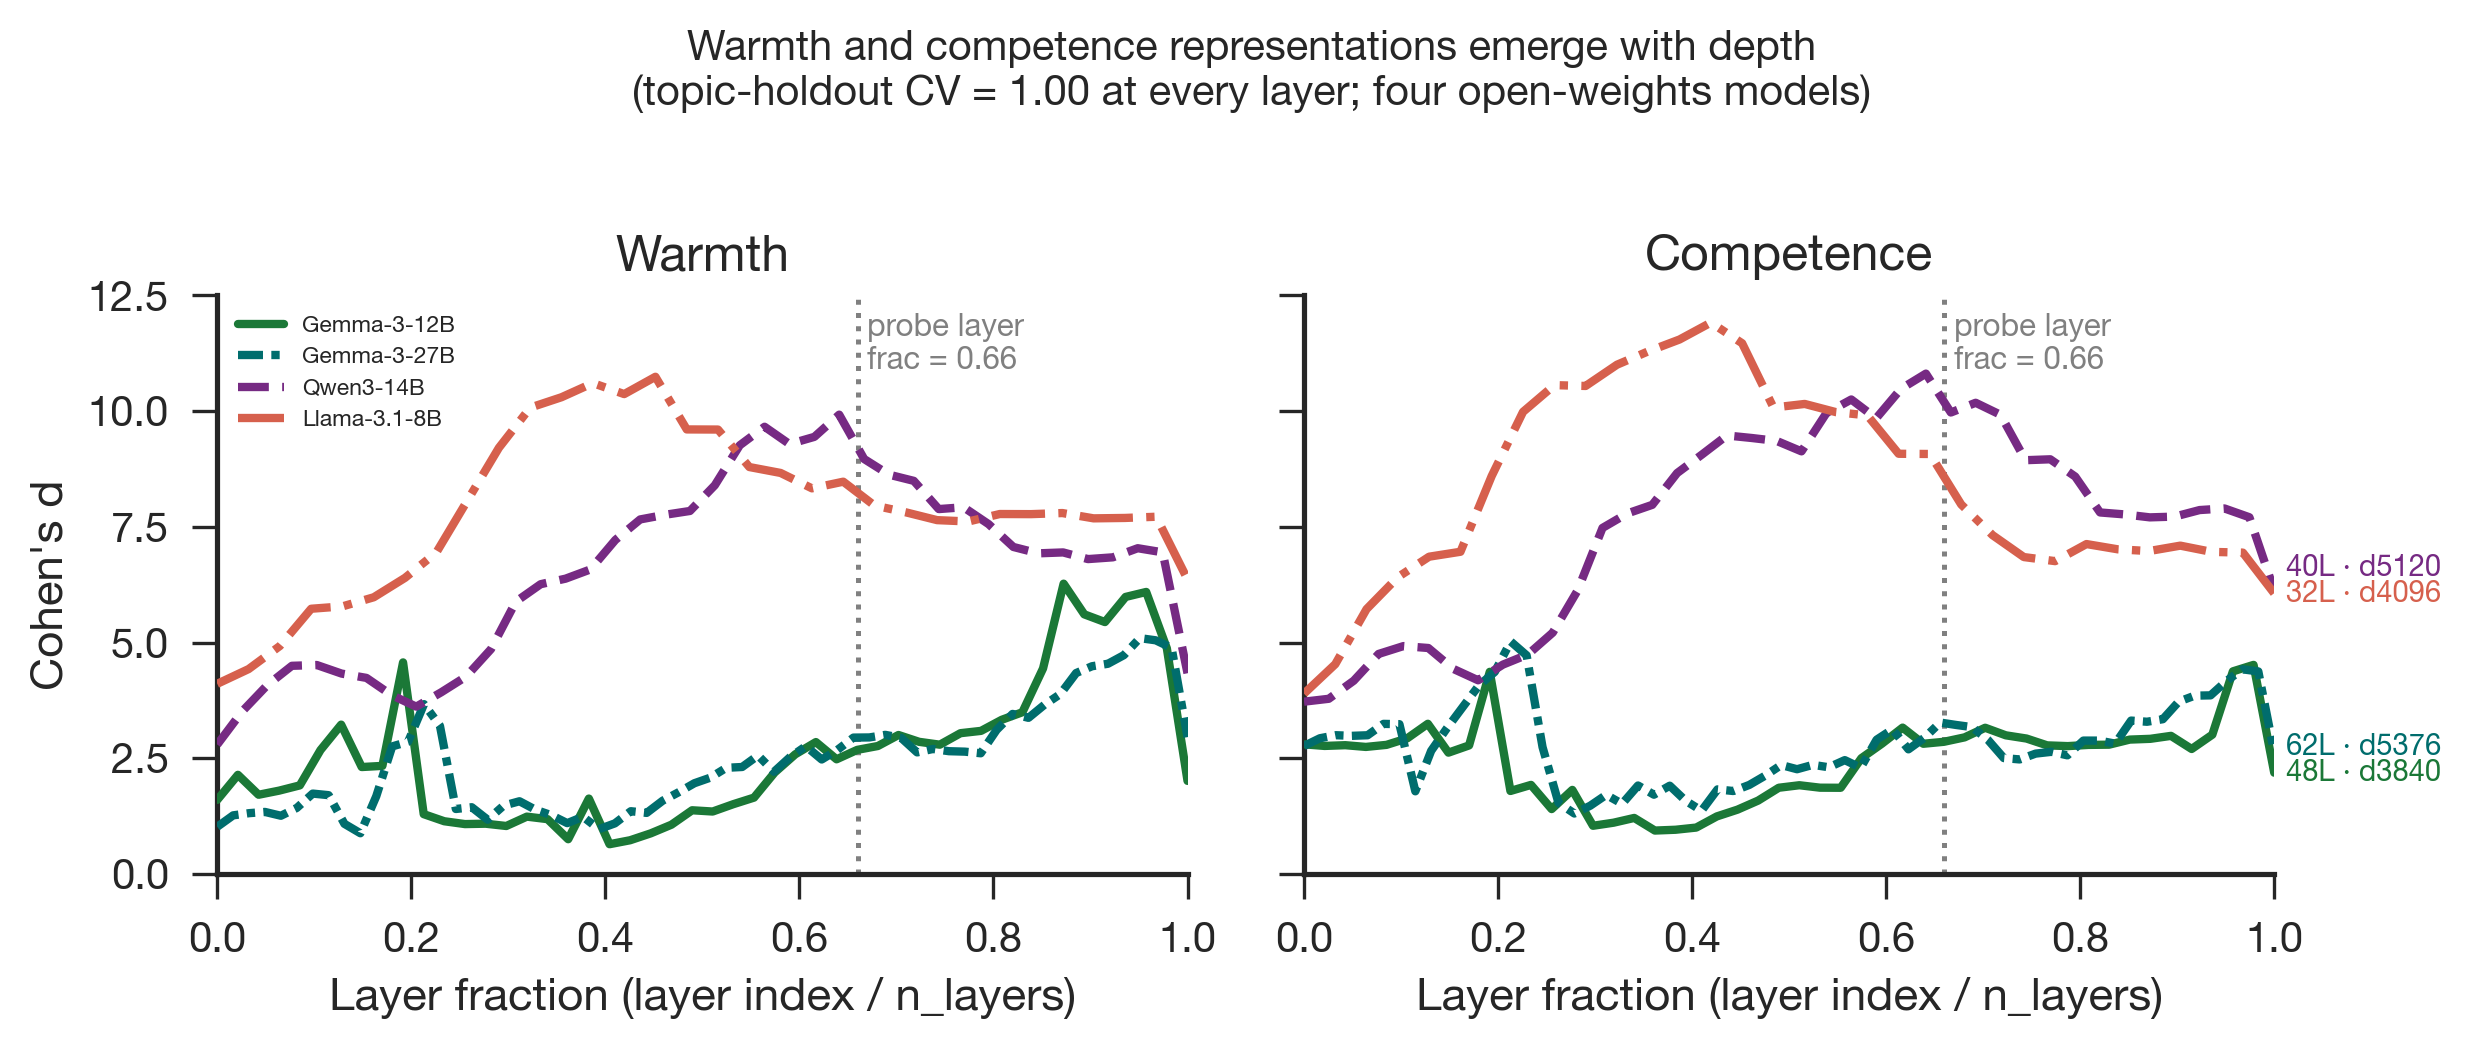 Warmth and competence representations emerge with depth
(topic-holdout CV = 1.00 at every layer; four open-weights models)
Warmth
Competence
12.5
10.0
7.5
5.0
2.5
0.0
Cohen's d
Gemma-3-12B
Gemma-3-27B
Qwen3-14B
Llama-3.1-8B
probe layer
frac = 0.66
probe layer
frac = 0.66
40L · d5120
32L · d4096
62L · d5376
48L · d3840
0.0 0.2 0.4 0.6 0.8 1.0
0.0 0.2 0.4 0.6 0.8 1.0
Layer fraction (layer index / n_layers)
Layer fraction (layer index / n_layers)